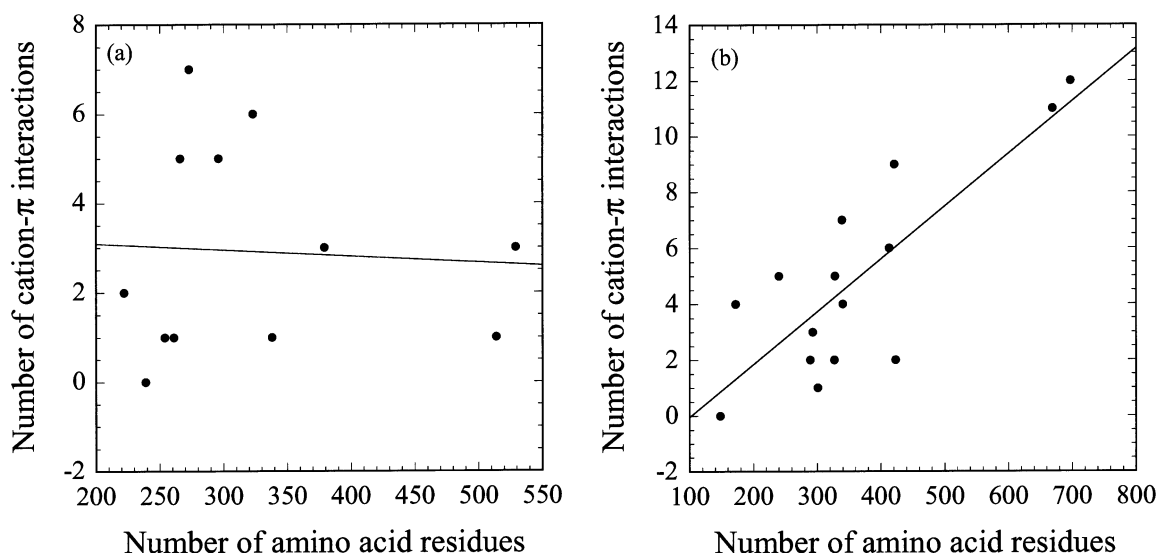 (a)
Number of cation-π interactions
8
6
4
2
0
-2
200 250 300 350 400 450 500 550
Number of amino acid residues
(b)
Number of cation-π interactions
14
12
10
8
6
4
2
0
-2
100 200 300 400 500 600 700 800
Number of amino acid residues